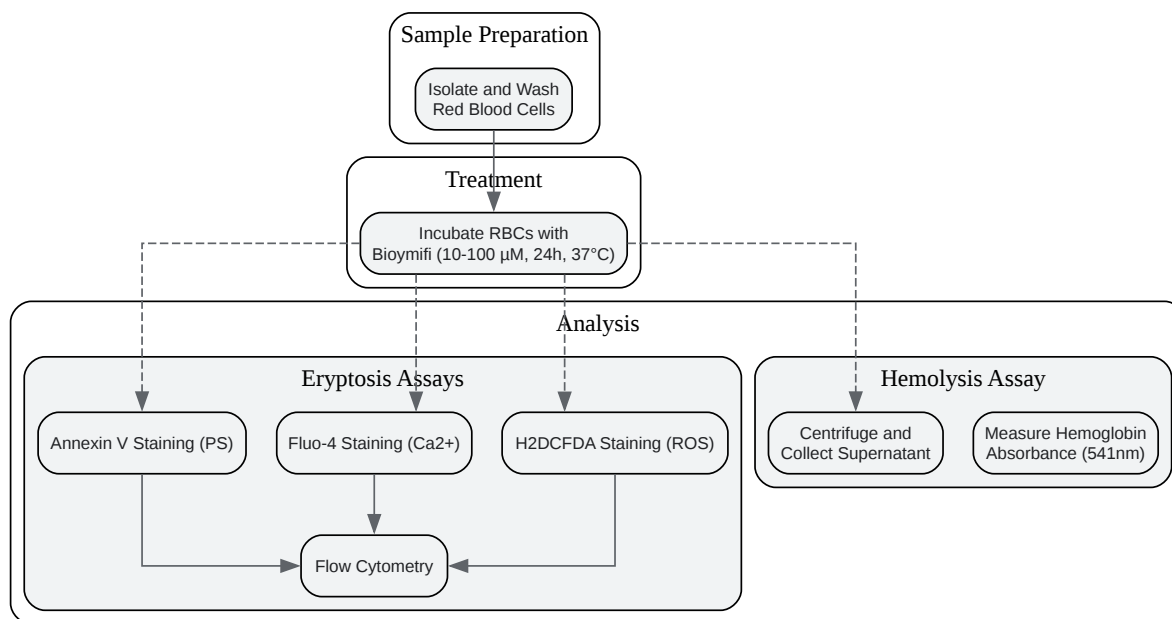 Sample Preparation
Isolate and Wash
Red Blood Cells
Treatment
Incubate RBCs with
Bioymifi (10-100 µM, 24h, 37°C)
Analysis
Eryptosis Assays
Annexin V Staining (PS)
Fluo-4 Staining (Ca2+)
H2DCFDA Staining (ROS)
Flow Cytometry
Hemolysis Assay
Centrifuge and
Collect Supernatant
Measure Hemoglobin
Absorbance (541nm)